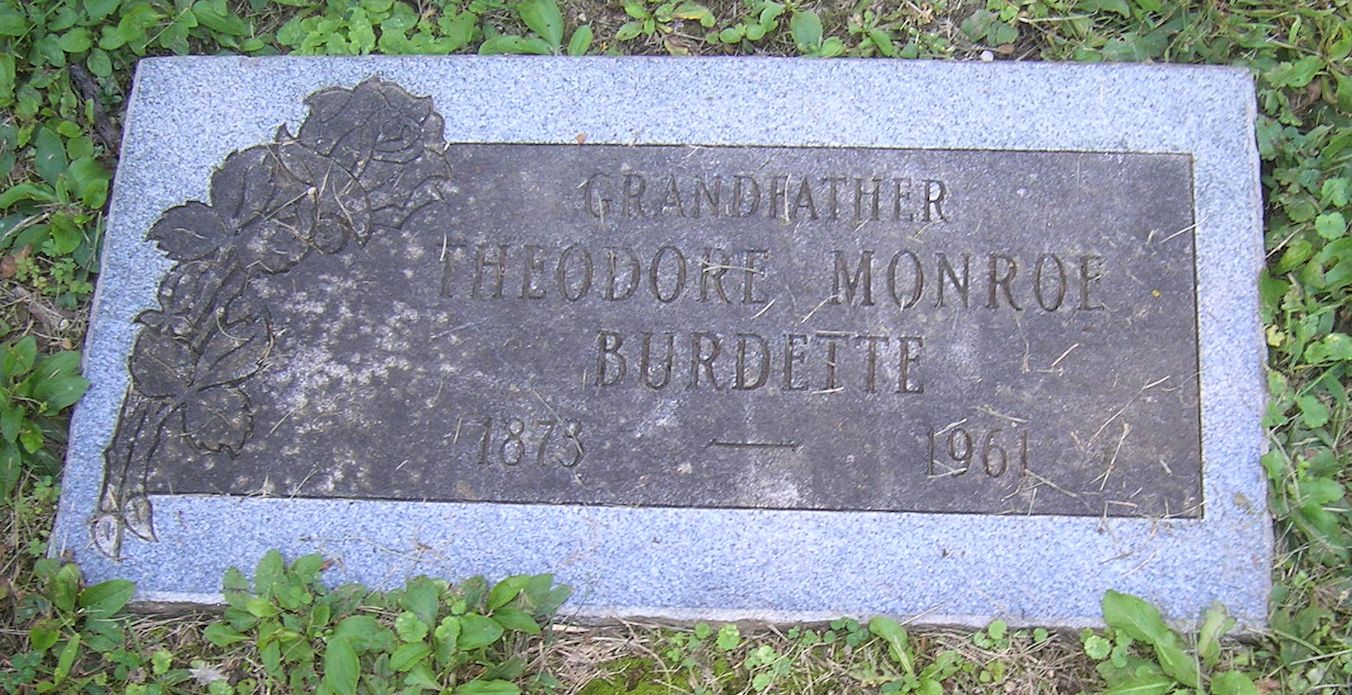 GRANDFATHER
THEODORE MONROE
BURDETTE
1873 — 1961